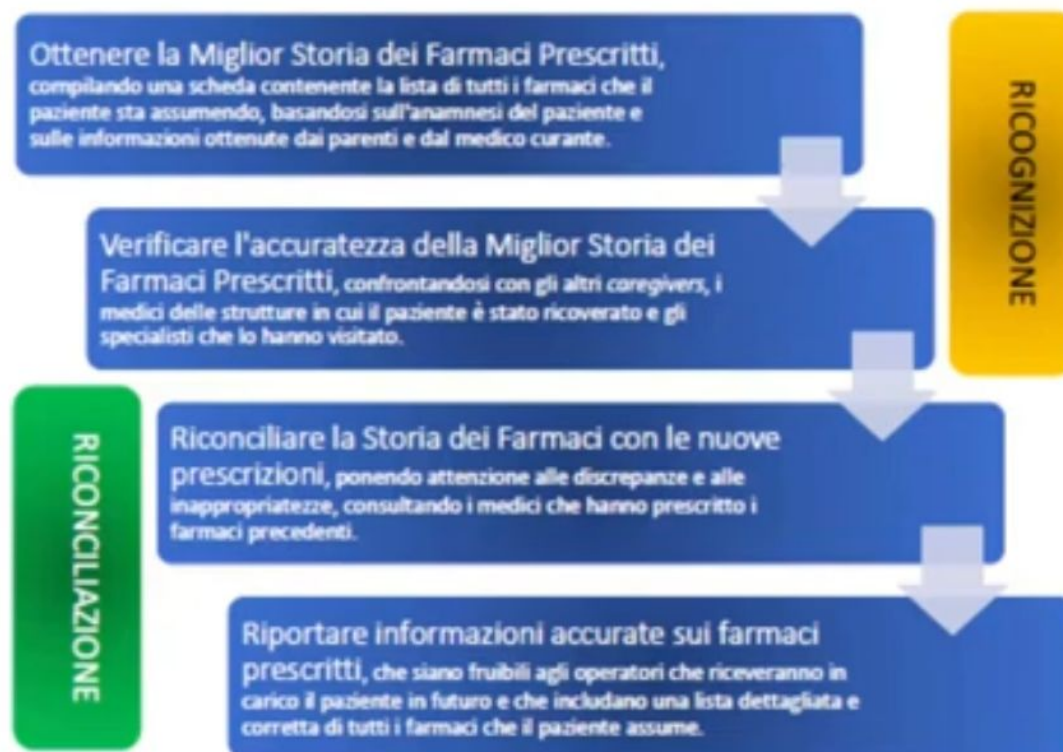 Ottenere la Miglior Storia dei Farmaci Prescritti,
compilando una scheda contenente la lista di tutti i farmaci che il
paziente sta assumendo, basandosi sull'anamnesi del paziente e
sulle informazioni ottenute dai parenti e dal medico curante.
RICOGNIZIONE
Verificare l'accuratezza della Miglior Storia dei
Farmaci Prescritti, confrontandosi con gli altri caregivers, i
medici delle strutture in cui il paziente è stato ricoverato e gli
specialisti che lo hanno visitato.
RICONCILIAZIONE
Riconciliare la Storia dei Farmaci con le nuove
prescrizioni, ponendo attenzione alle discrepanze e alle
inappropriatezze, consultando i medici che hanno prescritto i
farmaci precedenti.
Riportare informazioni accurate sui farmaci
prescritti, che siano fruibili agli operatori che riceveranno in
carico il paziente in futuro e che includano una lista dettagliata e
corretta di tutti i farmaci che il paziente assume.